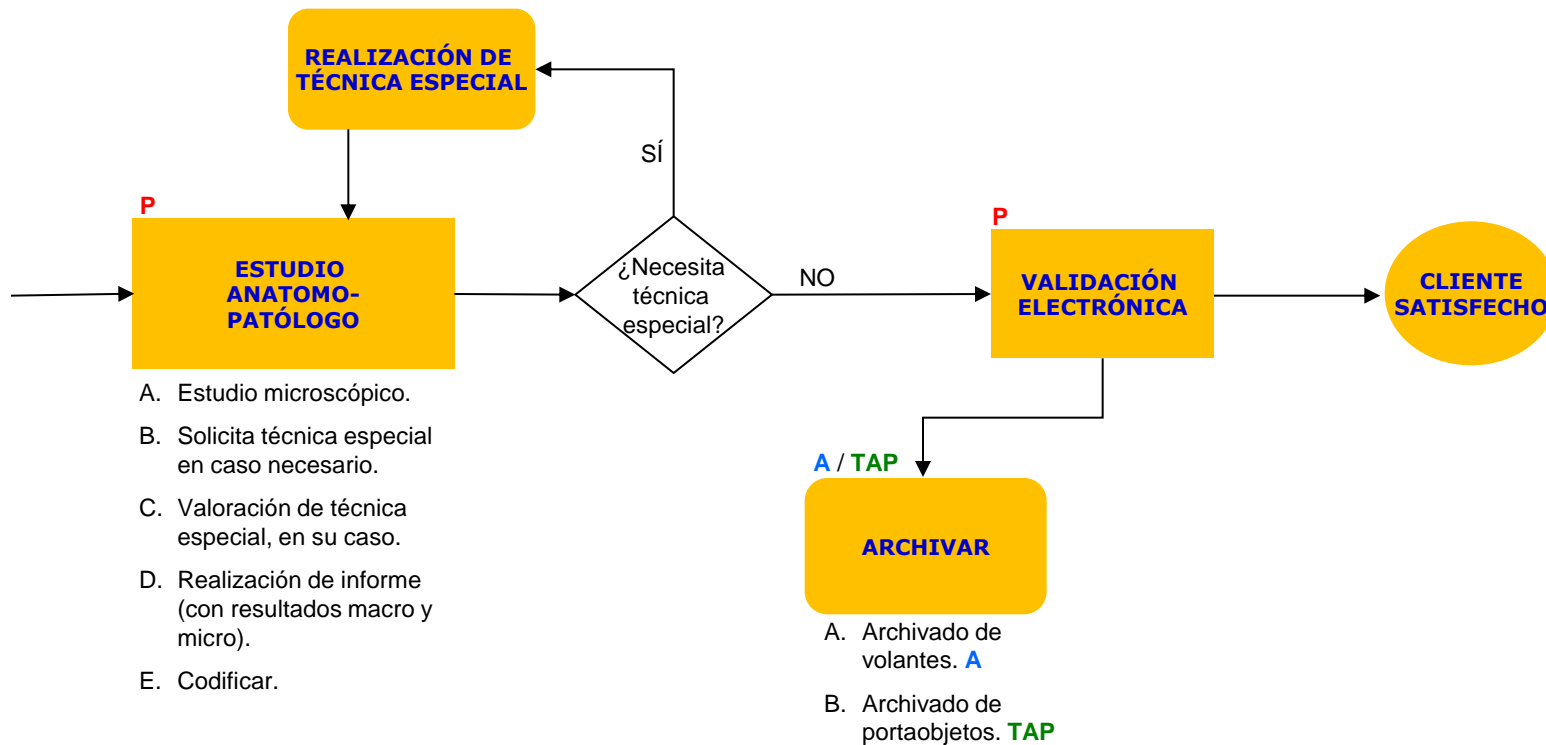 REALIZACIÓN DE
TÉCNICA ESPECIAL
SÍ
P
ESTUDIO
ANATOMO-
PATÓLOGO
¿Necesita
técnica
especial?
NO
P
VALIDACIÓN
ELECTRÓNICA
CLIENTE
SATISFECHO
A. Estudio microscópico.
B. Solicita técnica especial
en caso necesario.
C. Valoración de técnica
especial, en su caso.
D. Realización de informe
(con resultados macro y
micro).
E. Codificar.
A / TAP
ARCHIVAR
A. Archivado de
volantes. A
B. Archivado de
portaobjetos. TAP